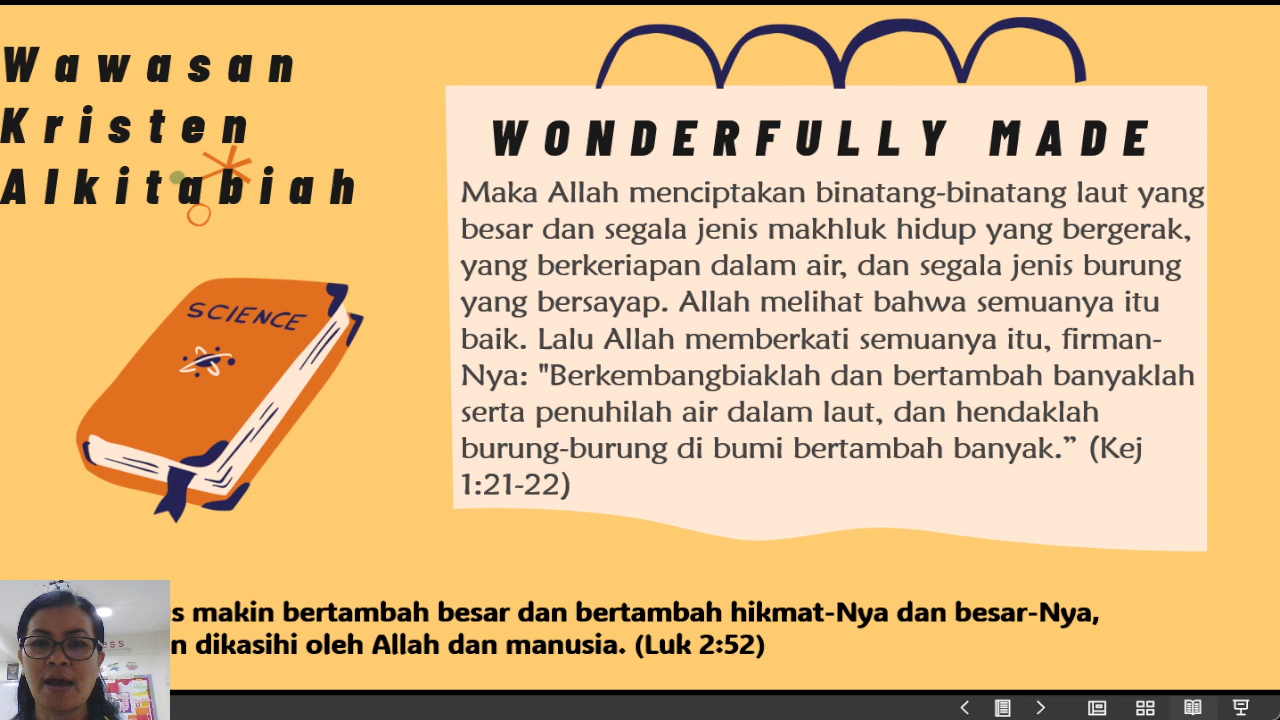 Wawasan
Kristen
Alkitabiah
SCIENCE
WONDERFULLY MADE
Maka Allah menciptakan binatang-binatang laut yang
besar dan segala jenis makhluk hidup yang bergerak,
yang berkeriapan dalam air, dan segala jenis burung
yang bersayap. Allah melihat bahwa semuanya itu
baik. Lalu Allah memberkati semuanya itu, firman-
Nya: "Berkembangbiaklah dan bertambah banyaklah
serta penuhilah air dalam laut, dan hendaklah
burung-burung di bumi bertambah banyak.” (Kej
1:21-22)
makin bertambah besar dan bertambah hikmat-Nya dan besar-Nya,
dikasihi oleh Allah dan manusia. (Luk 2:52)